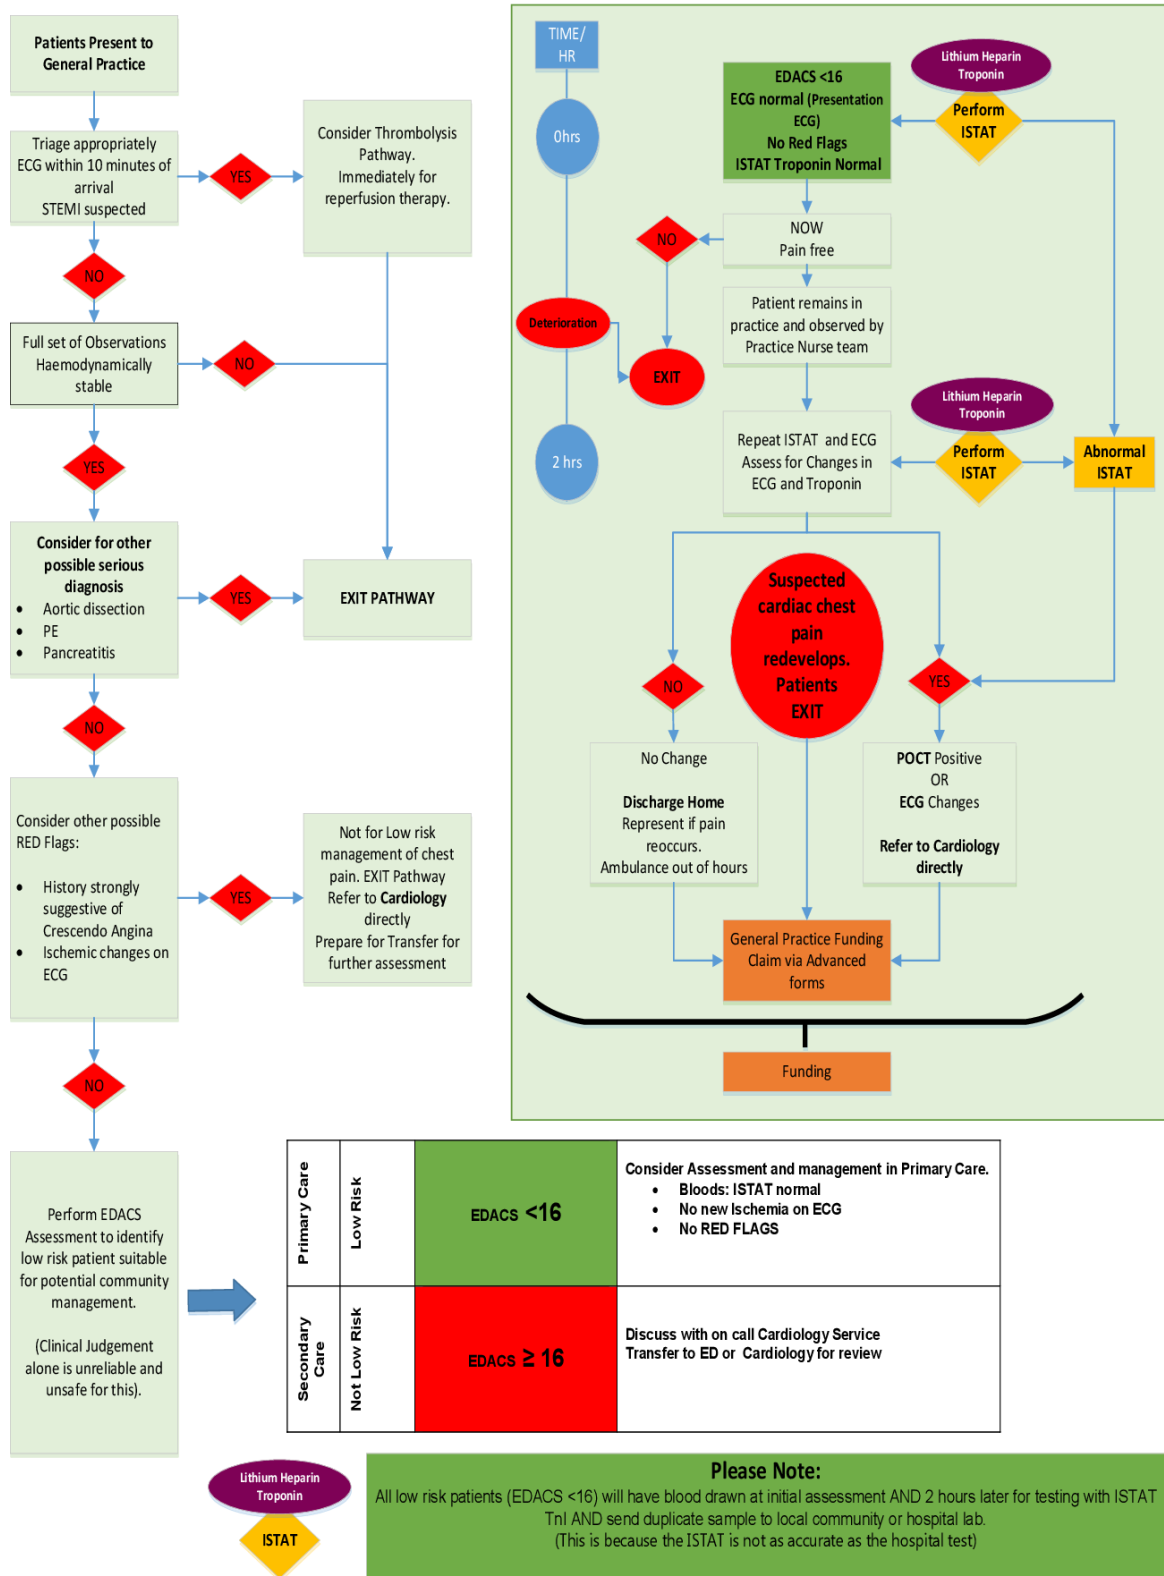 Patients Present to
General Practice
Triage appropriately
ECG within 10 minutes of
arrival
STEMI suspected
YES
Consider Thrombolysis
Pathway.
Immediately for
reperfusion therapy.
NO
Full set of Observations
Haemodynamically
stable
NO
YES
Consider for other
possible serious
diagnosis
• Aortic dissection
• PE
• Pancreatitis
YES
EXIT PATHWAY
NO
Consider other possible
RED Flags:
• History strongly
suggestive of
Crescendo Angina
• Ischemic changes on
ECG
YES
Not for Low risk
management of chest
pain. EXIT Pathway
Refer to Cardiology
directly
Prepare for Transfer for
further assessment
NO
Perform EDACS
Assessment to identify
low risk patient suitable
for potential community
management.
(Clinical Judgement
alone is unreliable and
unsafe for this).
TIME/
HR
0hrs
Deterioration
2 hrs
EDACS <16
ECG normal (Presentation
ECG)
No Red Flags
ISTAT Troponin Normal
Lithium Heparin
Troponin
Perform
ISTAT
NO
NOW
Pain free
EXIT
Patient remains in
practice and observed by
Practice Nurse team
Repeat ISTAT and ECG
Assess for Changes in
ECG and Troponin
Lithium Heparin
Troponin
Perform
ISTAT
Abnormal
ISTAT
NO
Suspected
cardiac chest
pain
redevelops.
Patients
EXIT
YES
No Change
Discharge Home
Represent if pain
reoccurs.
Ambulance out of hours
POCT Positive
OR
ECG Changes
Refer to Cardiology
directly
General Practice Funding
Claim via Advanced
forms
Funding
Primary Care
Low Risk
EDACS <16
Consider Assessment and management in Primary Care.
• Bloods: ISTAT normal
• No new Ischemia on ECG
• No RED FLAGS
Secondary
Care
Not Low Risk
EDACS ≥ 16
Discuss with on call Cardiology Service
Transfer to ED or Cardiology for review
Lithium Heparin
Troponin
ISTAT
Please Note:
All low risk patients (EDACS <16) will have blood drawn at initial assessment AND 2 hours later for testing with ISTAT
TnI AND send duplicate sample to local community or hospital lab.
(This is because the ISTAT is not as accurate as the hospital test)